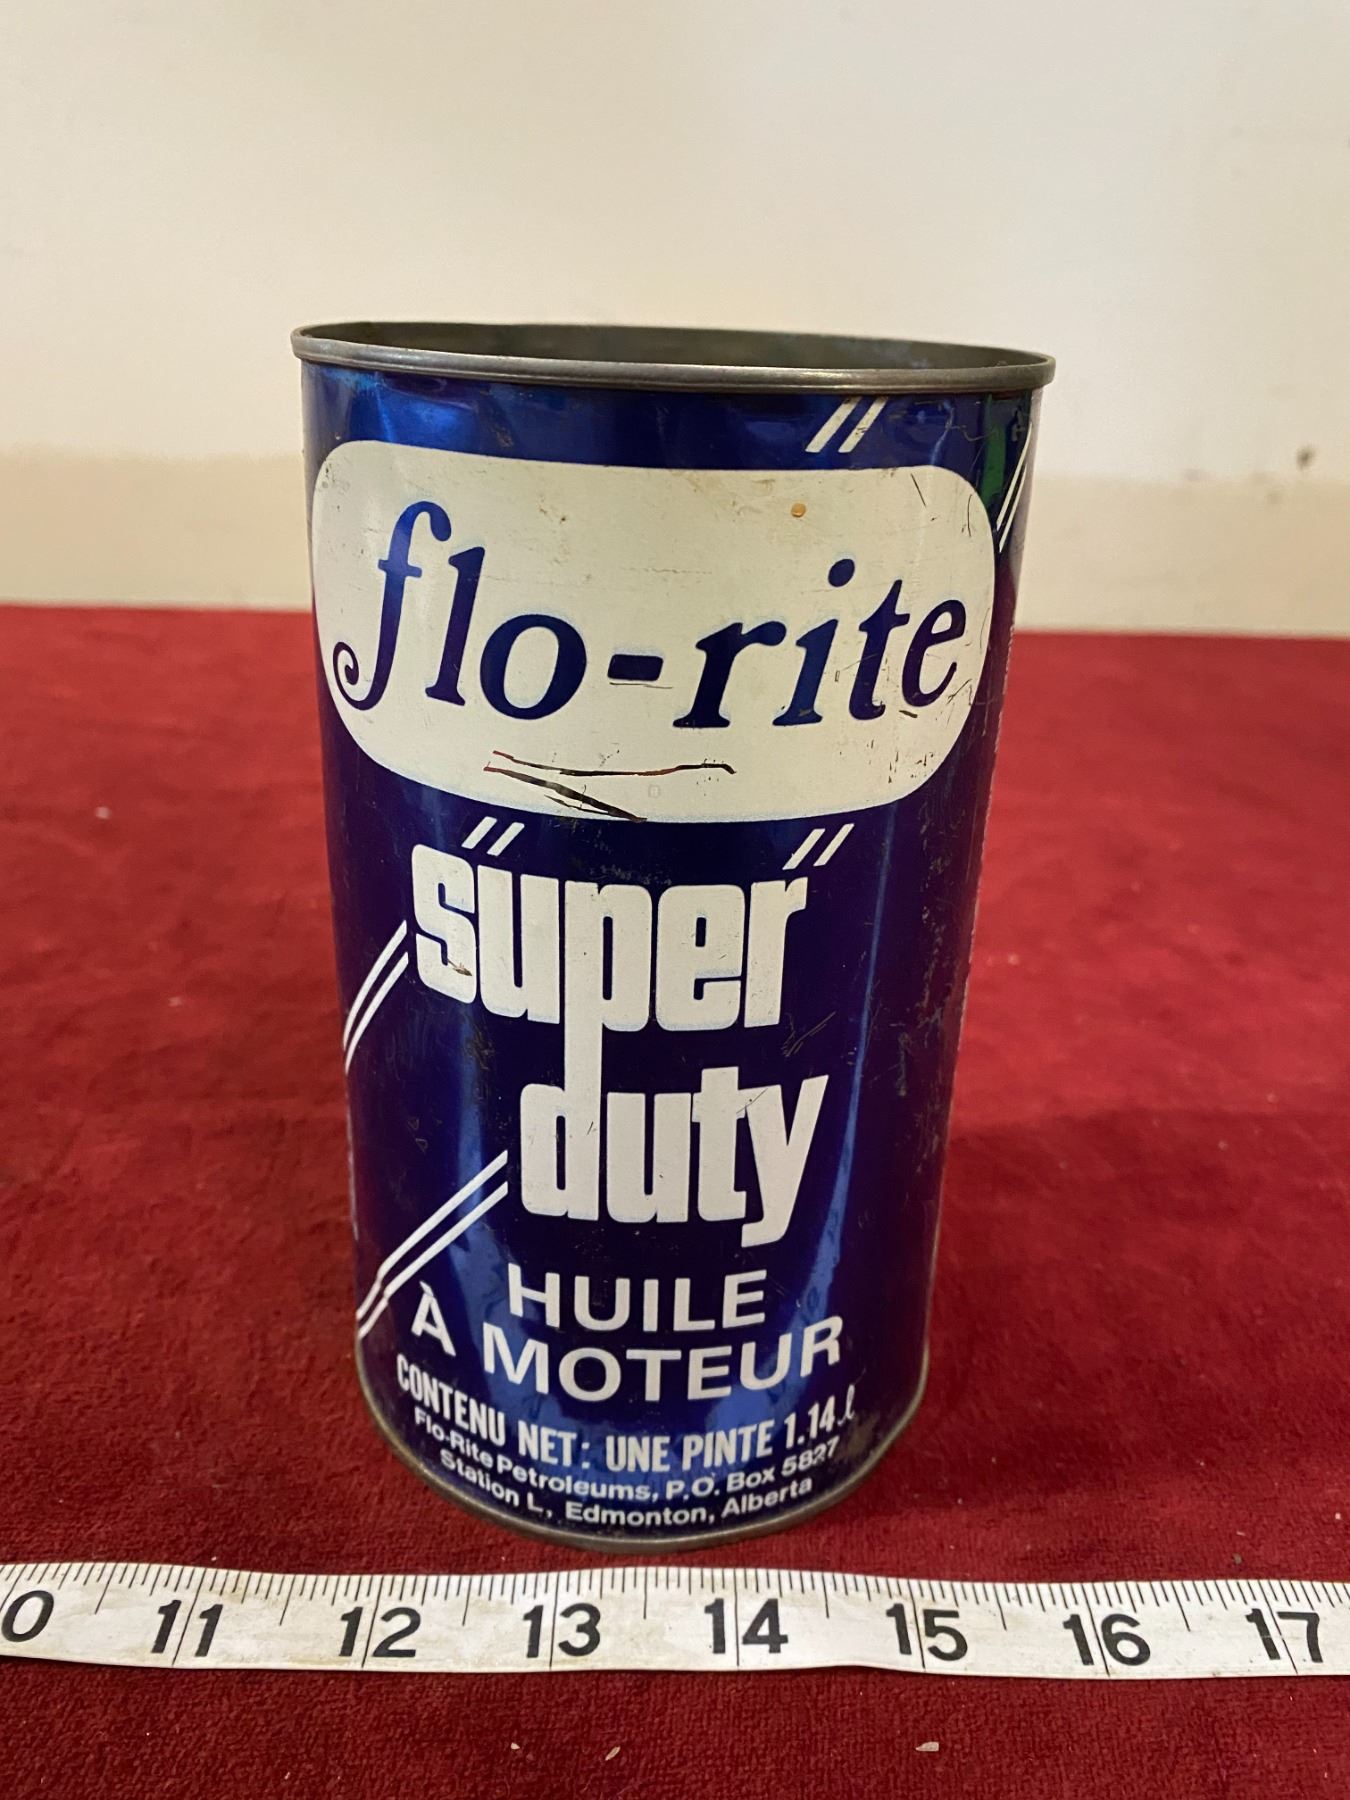 flo-rite
"super"
duty
HUILE
À MOTEUR
CONTENU NET: UNE PINTE 1.14 ℓ
Flo-Rite Petroleums, P.O. Box 5827
Station L, Edmonton, Alberta
0 11 12 13 14 15 16 17